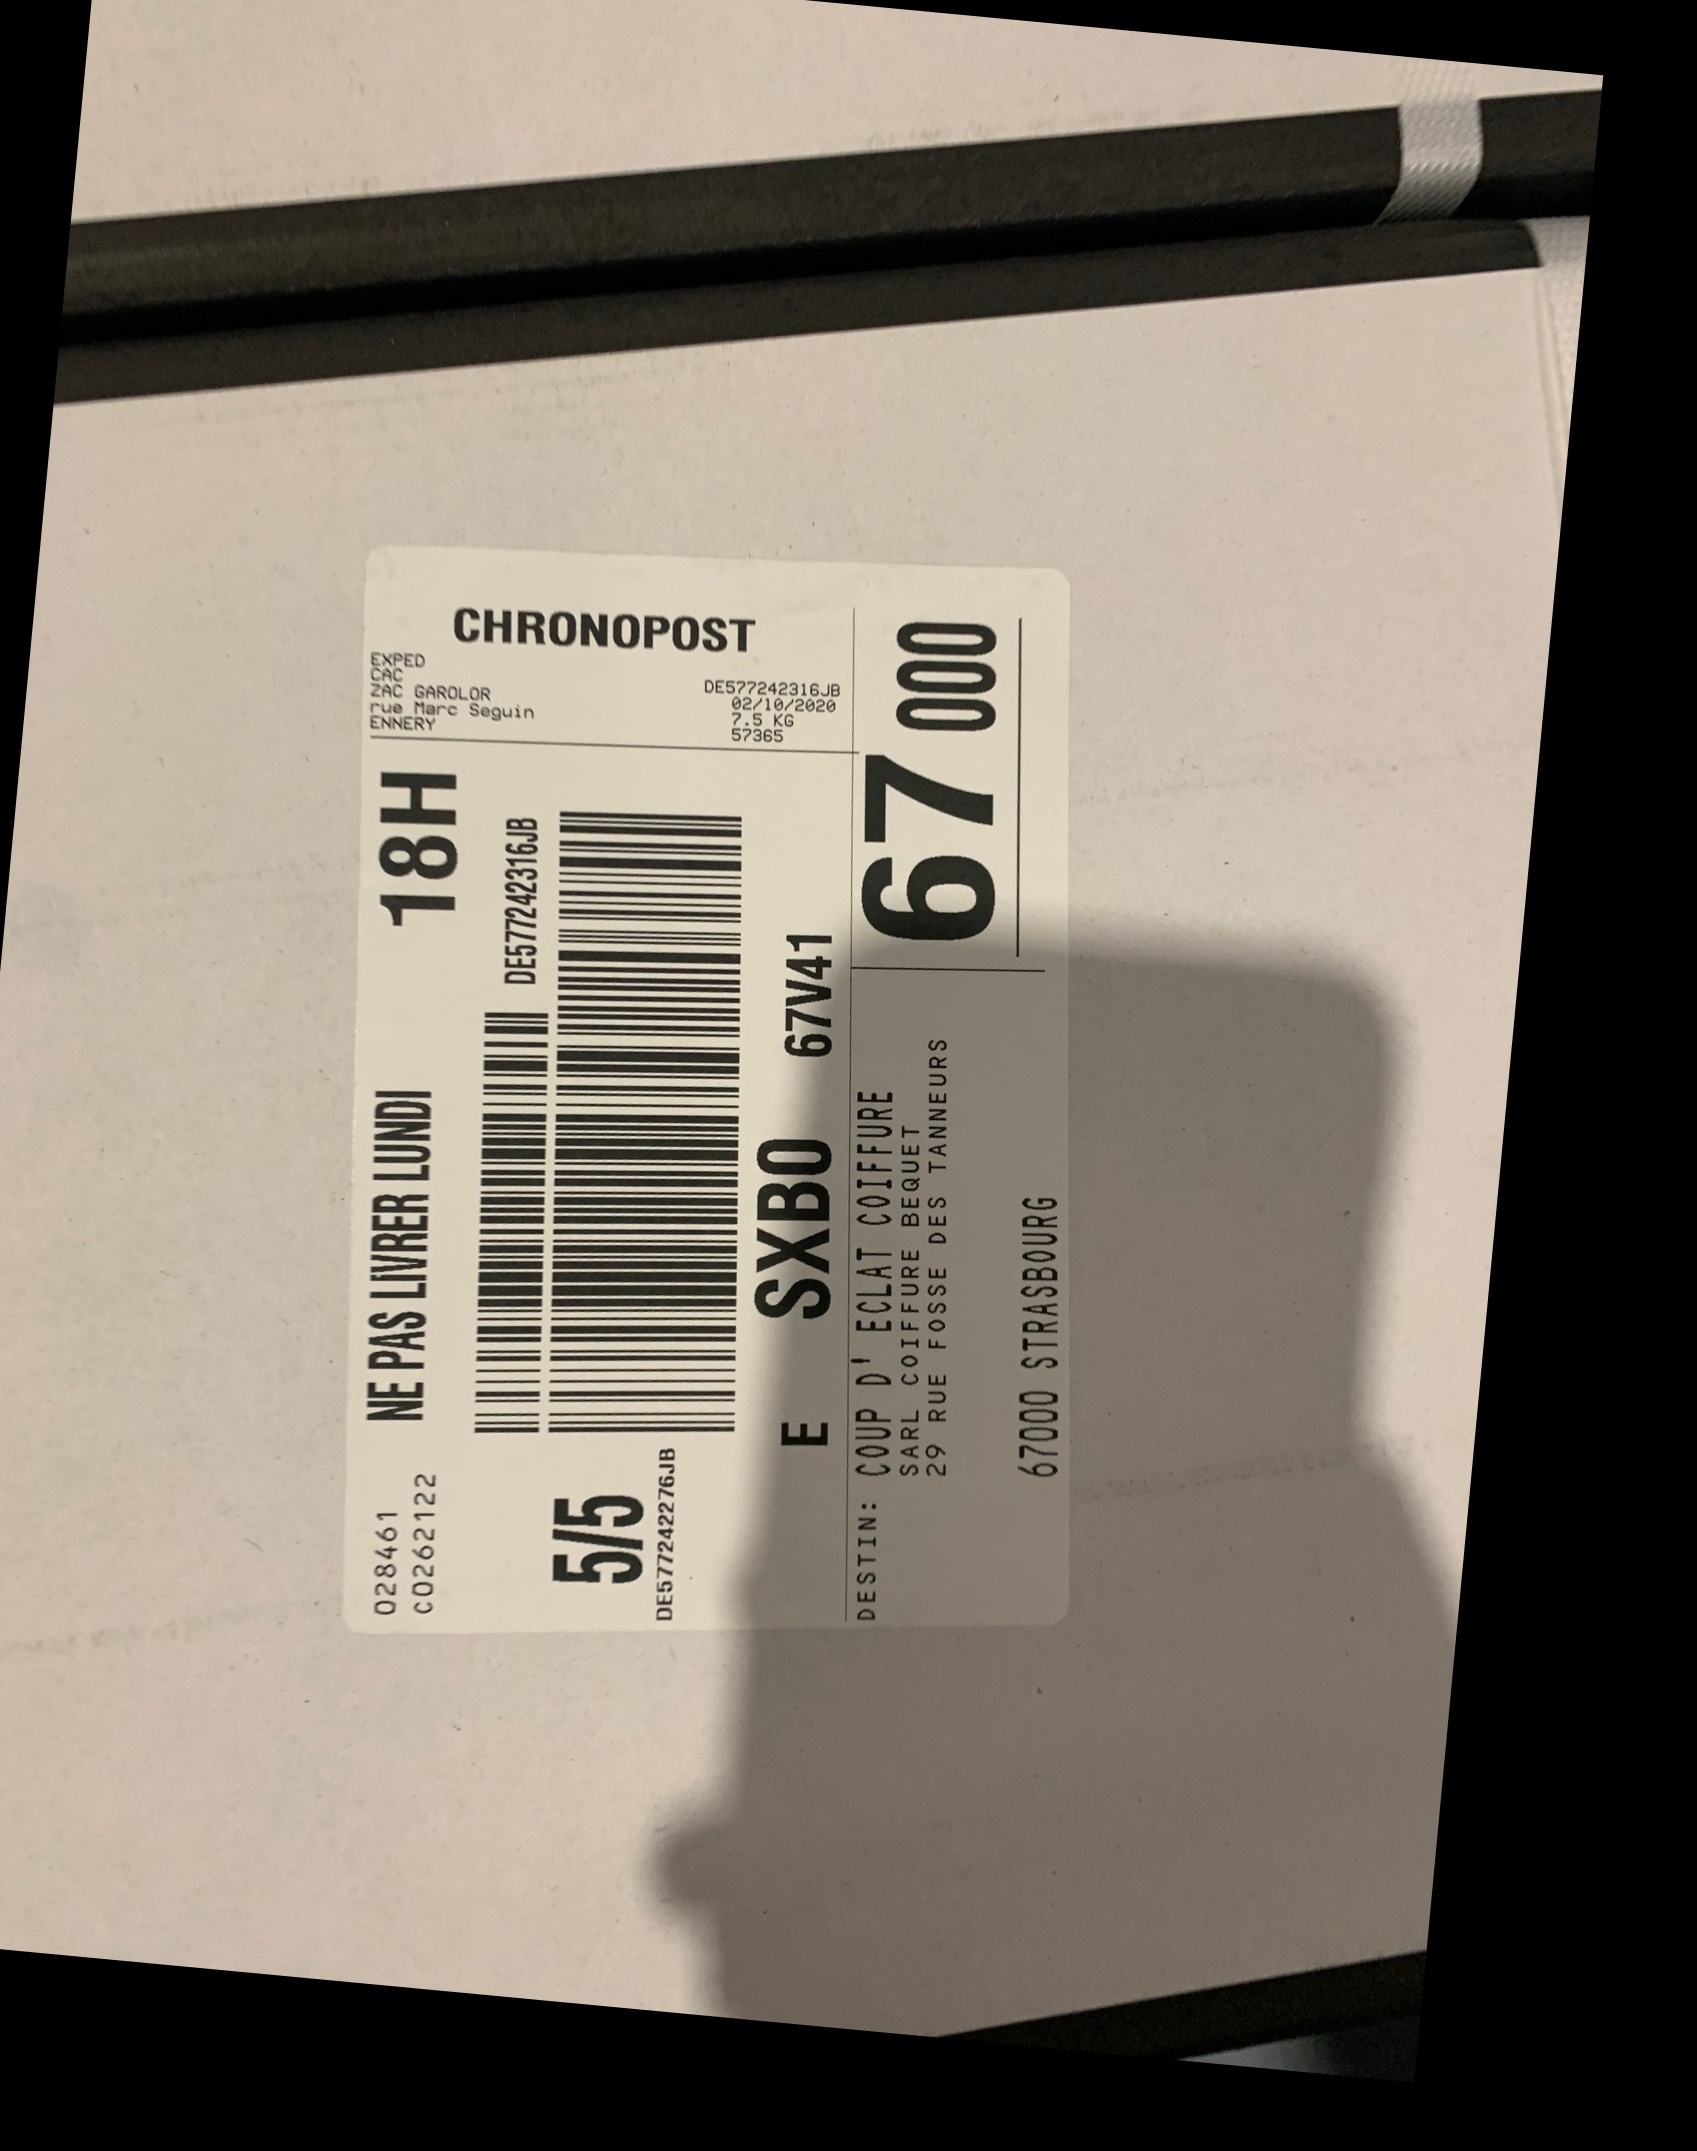 CHRONOPOST
EXPED
CAC
ZAC GAROLOR
rue Marc Seguin
ENNERY
DE577242316JB
02/10/2020
7.5 KG
57365
028461
C0262122
NE PAS LIVRER LUNDI
18H
DE577242316JB
5/5
DE577242276JB
E SXB0 67V41
DESTIN: COUP D' ECLAT COIFFURE
SARL COIFFURE BEQUET
29 RUE FOSSE DES TANNEURS
67000 STRASBOURG
67 000